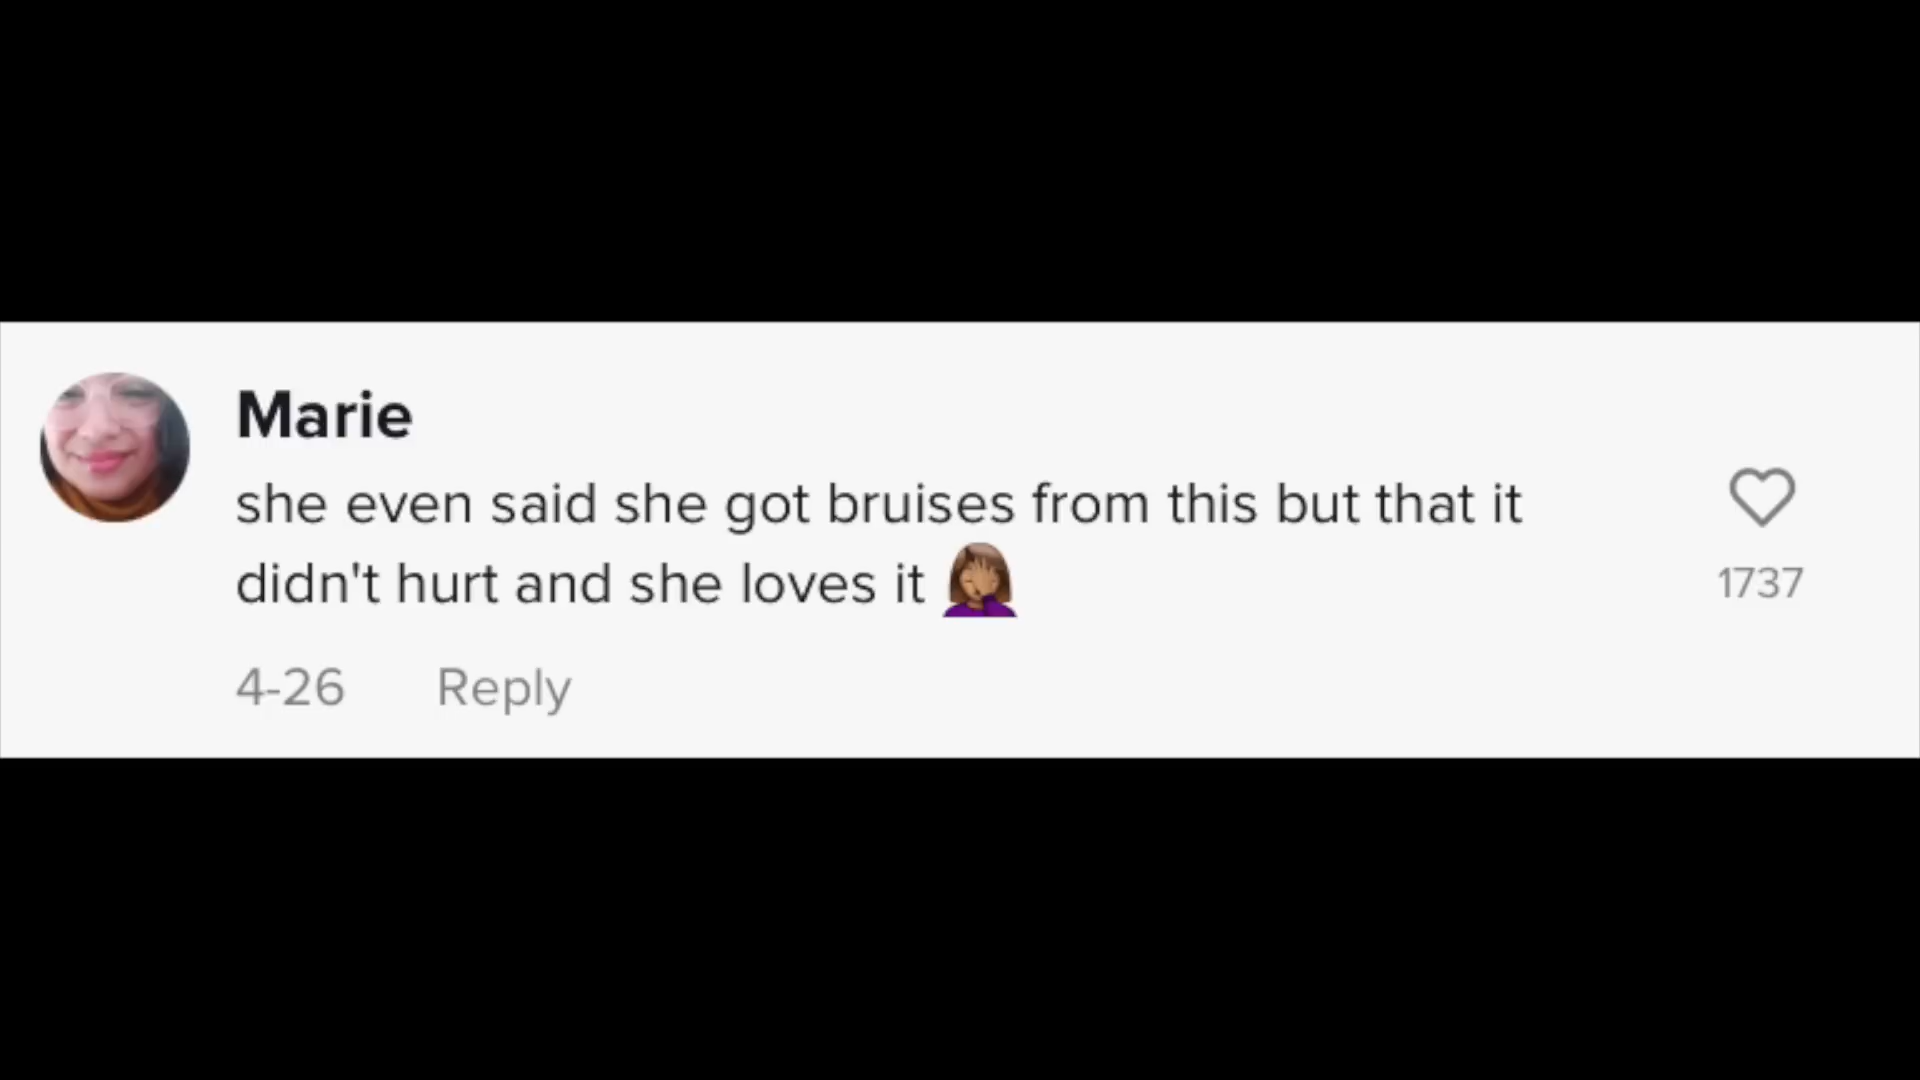 Marie
she even said she got bruises from this but that it
didn't hurt and she loves it 🤦🏽‍♀️
1737
4-26 Reply